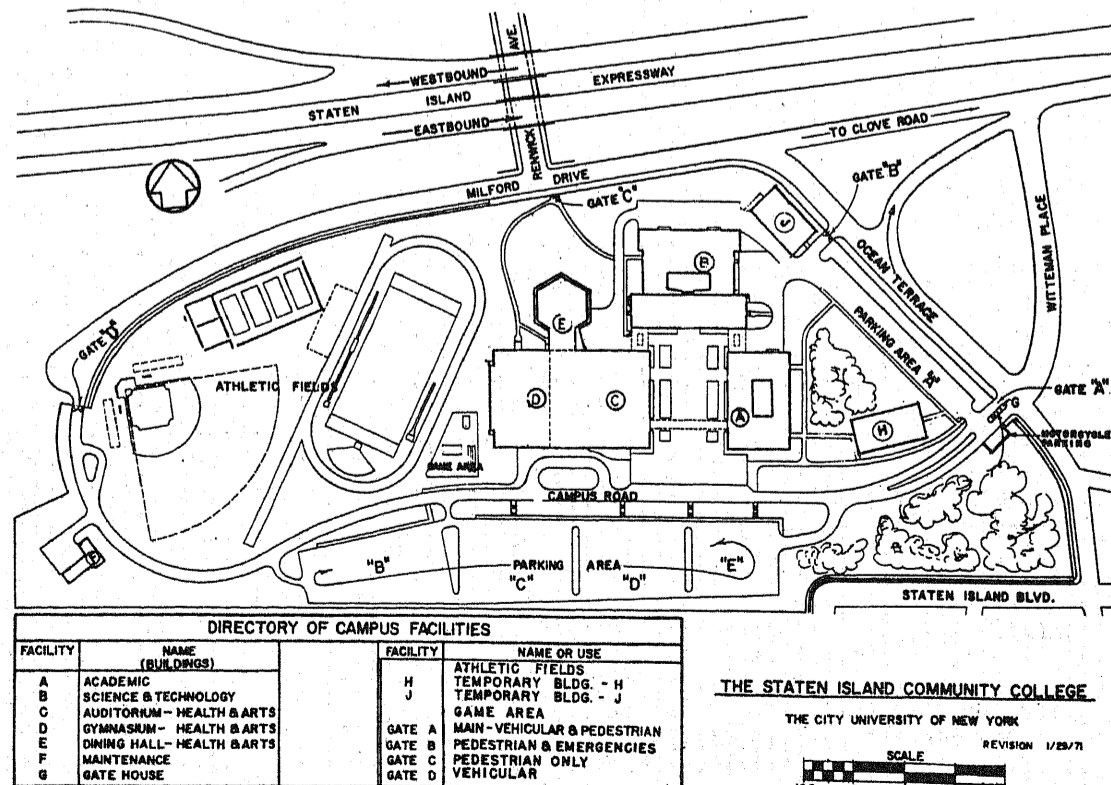 WESTBOUND
AVE.
STATEN ISLAND EXPRESSWAY
EASTBOUND
RENWICK
TO CLOVE ROAD
MILFORD DRIVE
GATE "C"
GATE "B"
J
B
OCEAN TERRACE
WITTEMAN PLACE
GATE "D"
E
PARKING AREA "A"
ATHLETIC FIELDS
D
C
A
H
G
GATE "A"
MOTORCYCLE PARKING
GAME AREA
CAMPUS ROAD
F
"B"
PARKING AREA
"C"
"D"
"E"
STATEN ISLAND BLVD.
DIRECTORY OF CAMPUS FACILITIES
FACILITY NAME (BUILDINGS)
A ACADEMIC
B SCIENCE & TECHNOLOGY
C AUDITORIUM - HEALTH & ARTS
D GYMNASIUM - HEALTH & ARTS
E DINING HALL - HEALTH & ARTS
F MAINTENANCE
G GATE HOUSE
FACILITY NAME OR USE
ATHLETIC FIELDS
H TEMPORARY BLDG. - H
J TEMPORARY BLDG. - J
GAME AREA
GATE A MAIN - VEHICULAR & PEDESTRIAN
GATE B PEDESTRIAN & EMERGENCIES
GATE C PEDESTRIAN ONLY
GATE D VEHICULAR
THE STATEN ISLAND COMMUNITY COLLEGE
THE CITY UNIVERSITY OF NEW YORK
REVISION 1/29/71
SCALE